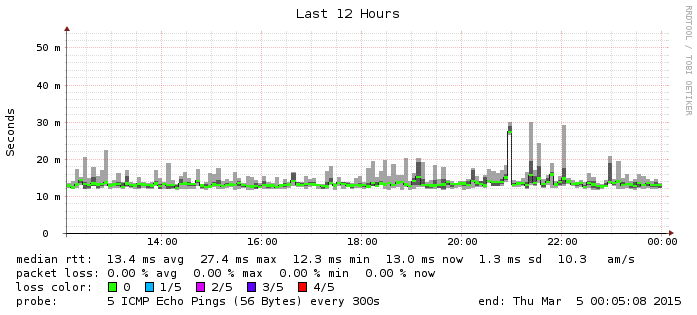 Last 12 Hours
RRDTOOL / TOBI OETIKER
Seconds
50 m
40 m
30 m
20 m
10 m
0
14:00 16:00 18:00 20:00 22:00 00:00
median rtt: 13.4 ms avg 27.4 ms max 12.3 ms min 13.0 ms now 1.3 ms sd 10.3 am/s
packet loss: 0.00 % avg 0.00 % max 0.00 % min 0.00 % now
loss color: 0 1/5 2/5 3/5 4/5
probe: 5 ICMP Echo Pings (56 Bytes) every 300s end: Thu Mar 5 00:05:08 2015